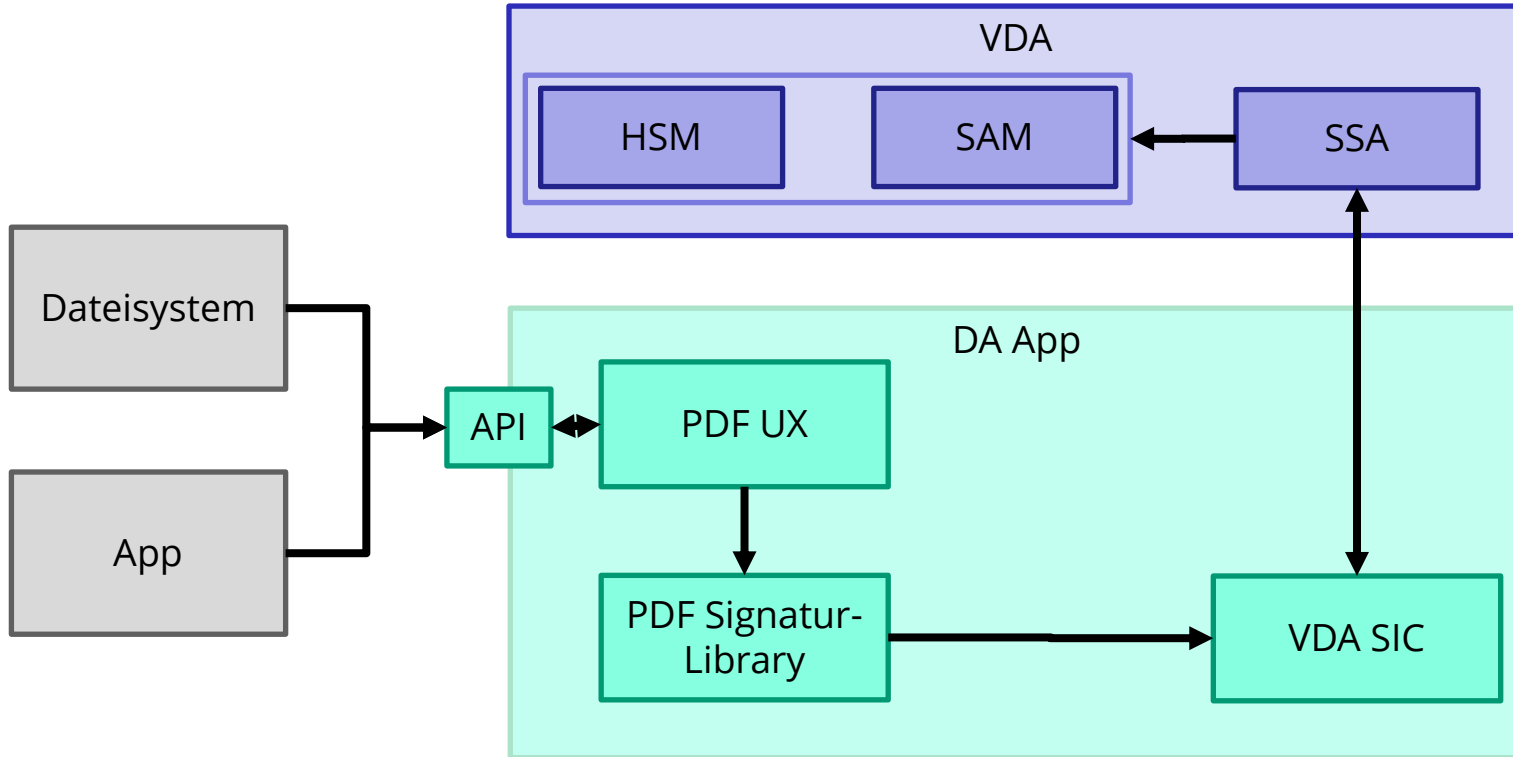 VDA
HSM
SAM
SSA
Dateisystem
DA App
API
PDF UX
App
PDF Signatur-
Library
VDA SIC